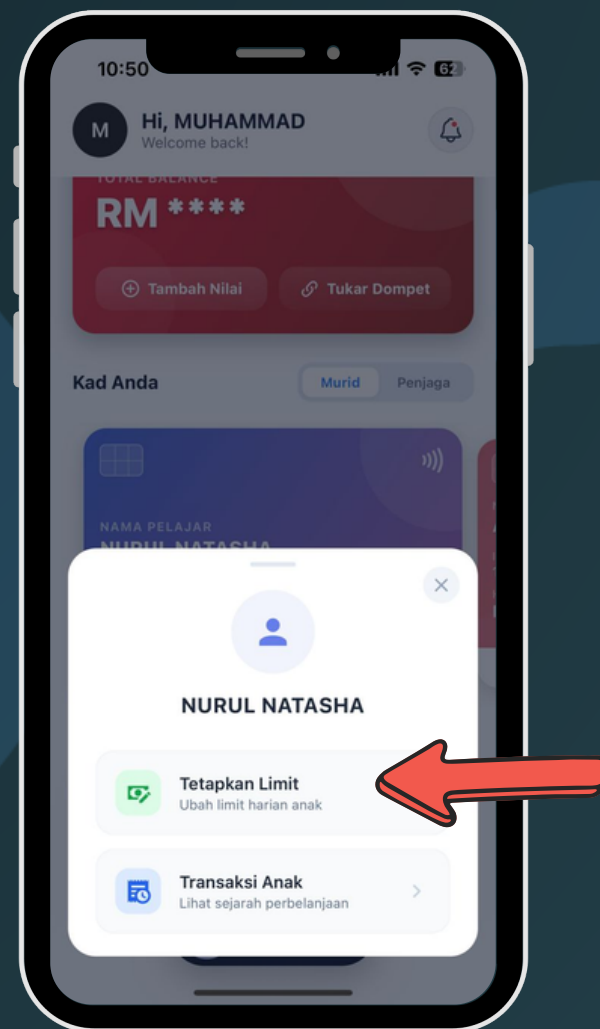 10:50
62
M
Hi, MUHAMMAD
Welcome back!
TOTAL BALANCE
RM ****
Tambah Nilai
Tukar Dompet
Kad Anda
Murid
Penjaga
NAMA PELAJAR
NURUL NATASHA
NURUL NATASHA
Tetapkan Limit
Ubah limit harian anak
Transaksi Anak
Lihat sejarah perbelanjaan